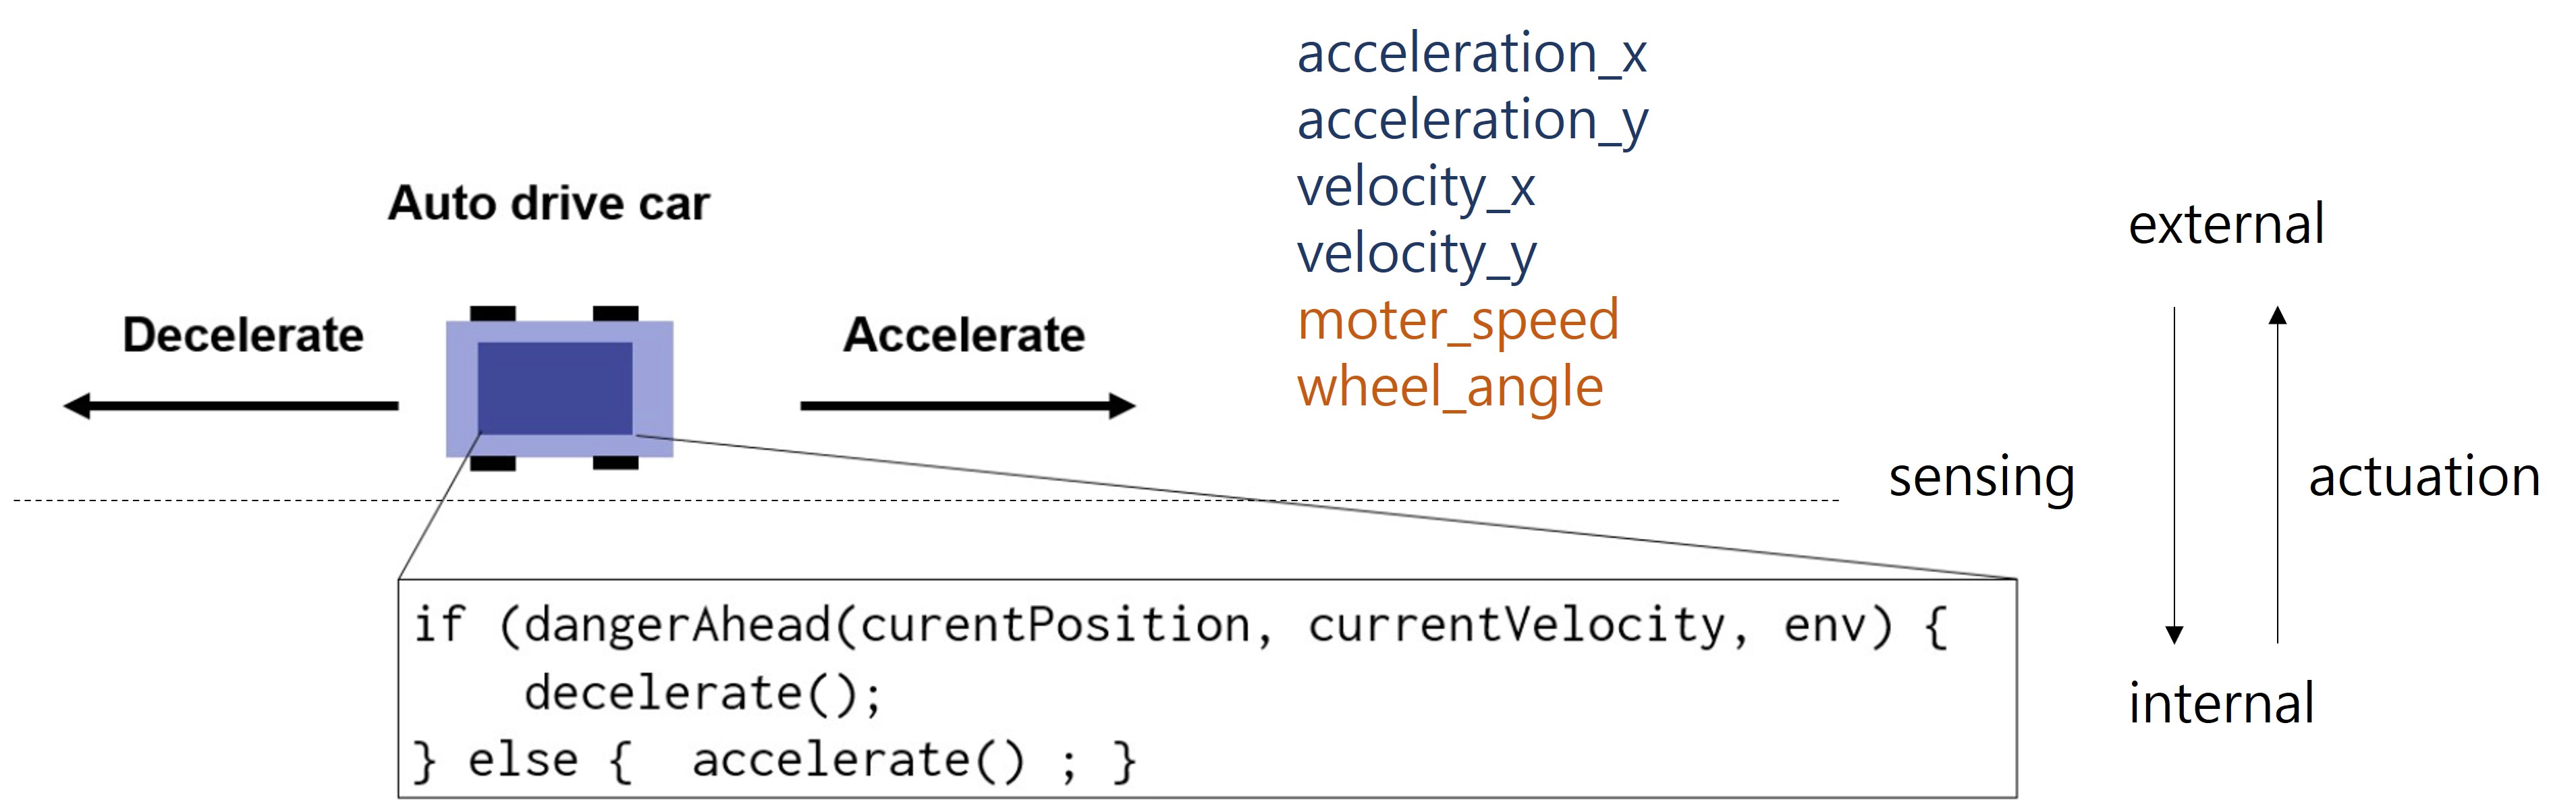 acceleration_x
acceleration_y
velocity_x
velocity_y
moter_speed
wheel_angle
Auto drive car
Decelerate
Accelerate
external
sensing
actuation
internal
if (dangerAhead(curentPosition, currentVelocity, env) {
decelerate();
} else {  accelerate() ; }